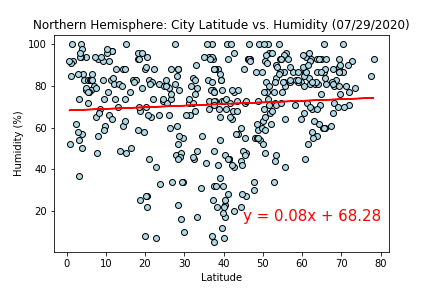 Northern Hemisphere: City Latitude vs. Humidity (07/29/2020)
100
80
60
40
20
Humidity (%)
y = 0.08x + 68.28
0 10 20 30 40 50 60 70 80
Latitude